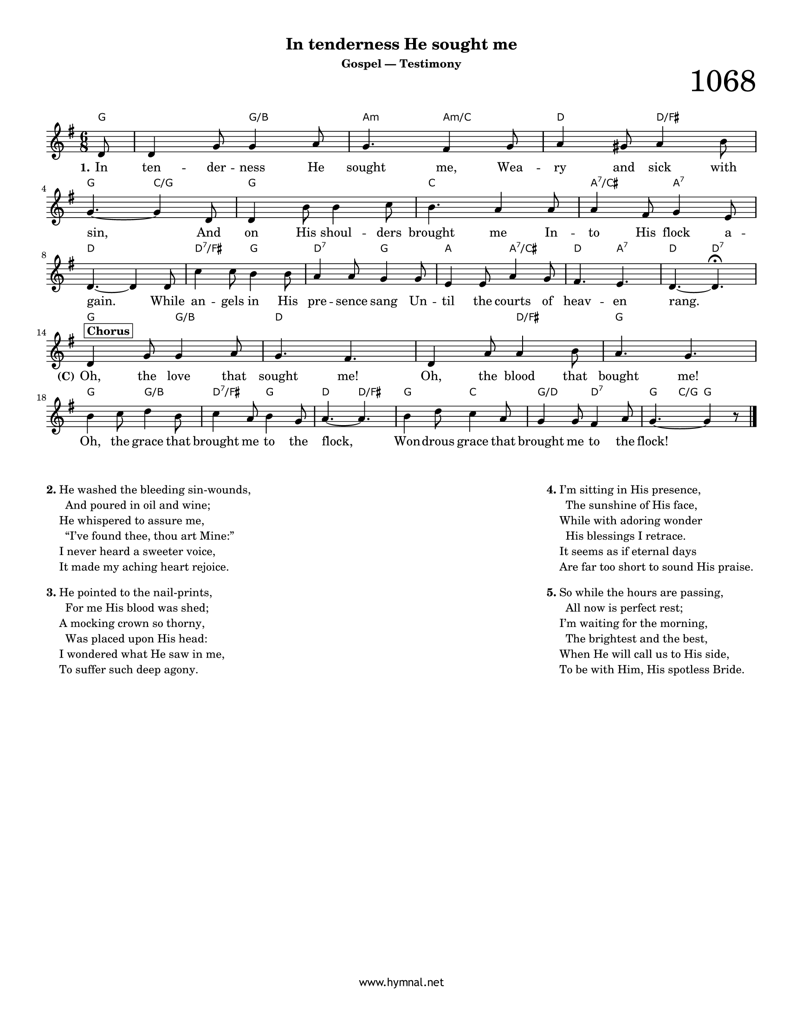 In tenderness He sought me
Gospel — Testimony
1068
G G/B Am Am/C D D/F♯
6
8
1. In ten - der - ness He sought me, Wea - ry and sick with
4
G C/G G C A7/C♯ A7
sin, And on His shoul - ders brought me In - to His flock a -
8
D D7/F♯ G D7 G A A7/C♯ D A7 D D7
gain. While an - gels in His pre - sence sang Un - til the courts of heav - en rang.
14
G G/B D D/F♯ G
Chorus
(C) Oh, the love that sought me! Oh, the blood that bought me!
18
G G/B D7/F♯ G D D/F♯ G C G/D D7 G C/G G
Oh, the grace that brought me to the flock, Wondrous grace that brought me to the flock!
2. He washed the bleeding sin-wounds,
And poured in oil and wine;
He whispered to assure me,
“I’ve found thee, thou art Mine:”
I never heard a sweeter voice,
It made my aching heart rejoice.
3. He pointed to the nail-prints,
For me His blood was shed;
A mocking crown so thorny,
Was placed upon His head:
I wondered what He saw in me,
To suffer such deep agony.
4. I’m sitting in His presence,
The sunshine of His face,
While with adoring wonder
His blessings I retrace.
It seems as if eternal days
Are far too short to sound His praise.
5. So while the hours are passing,
All now is perfect rest;
I’m waiting for the morning,
The brightest and the best,
When He will call us to His side,
To be with Him, His spotless Bride.
www.hymnal.net